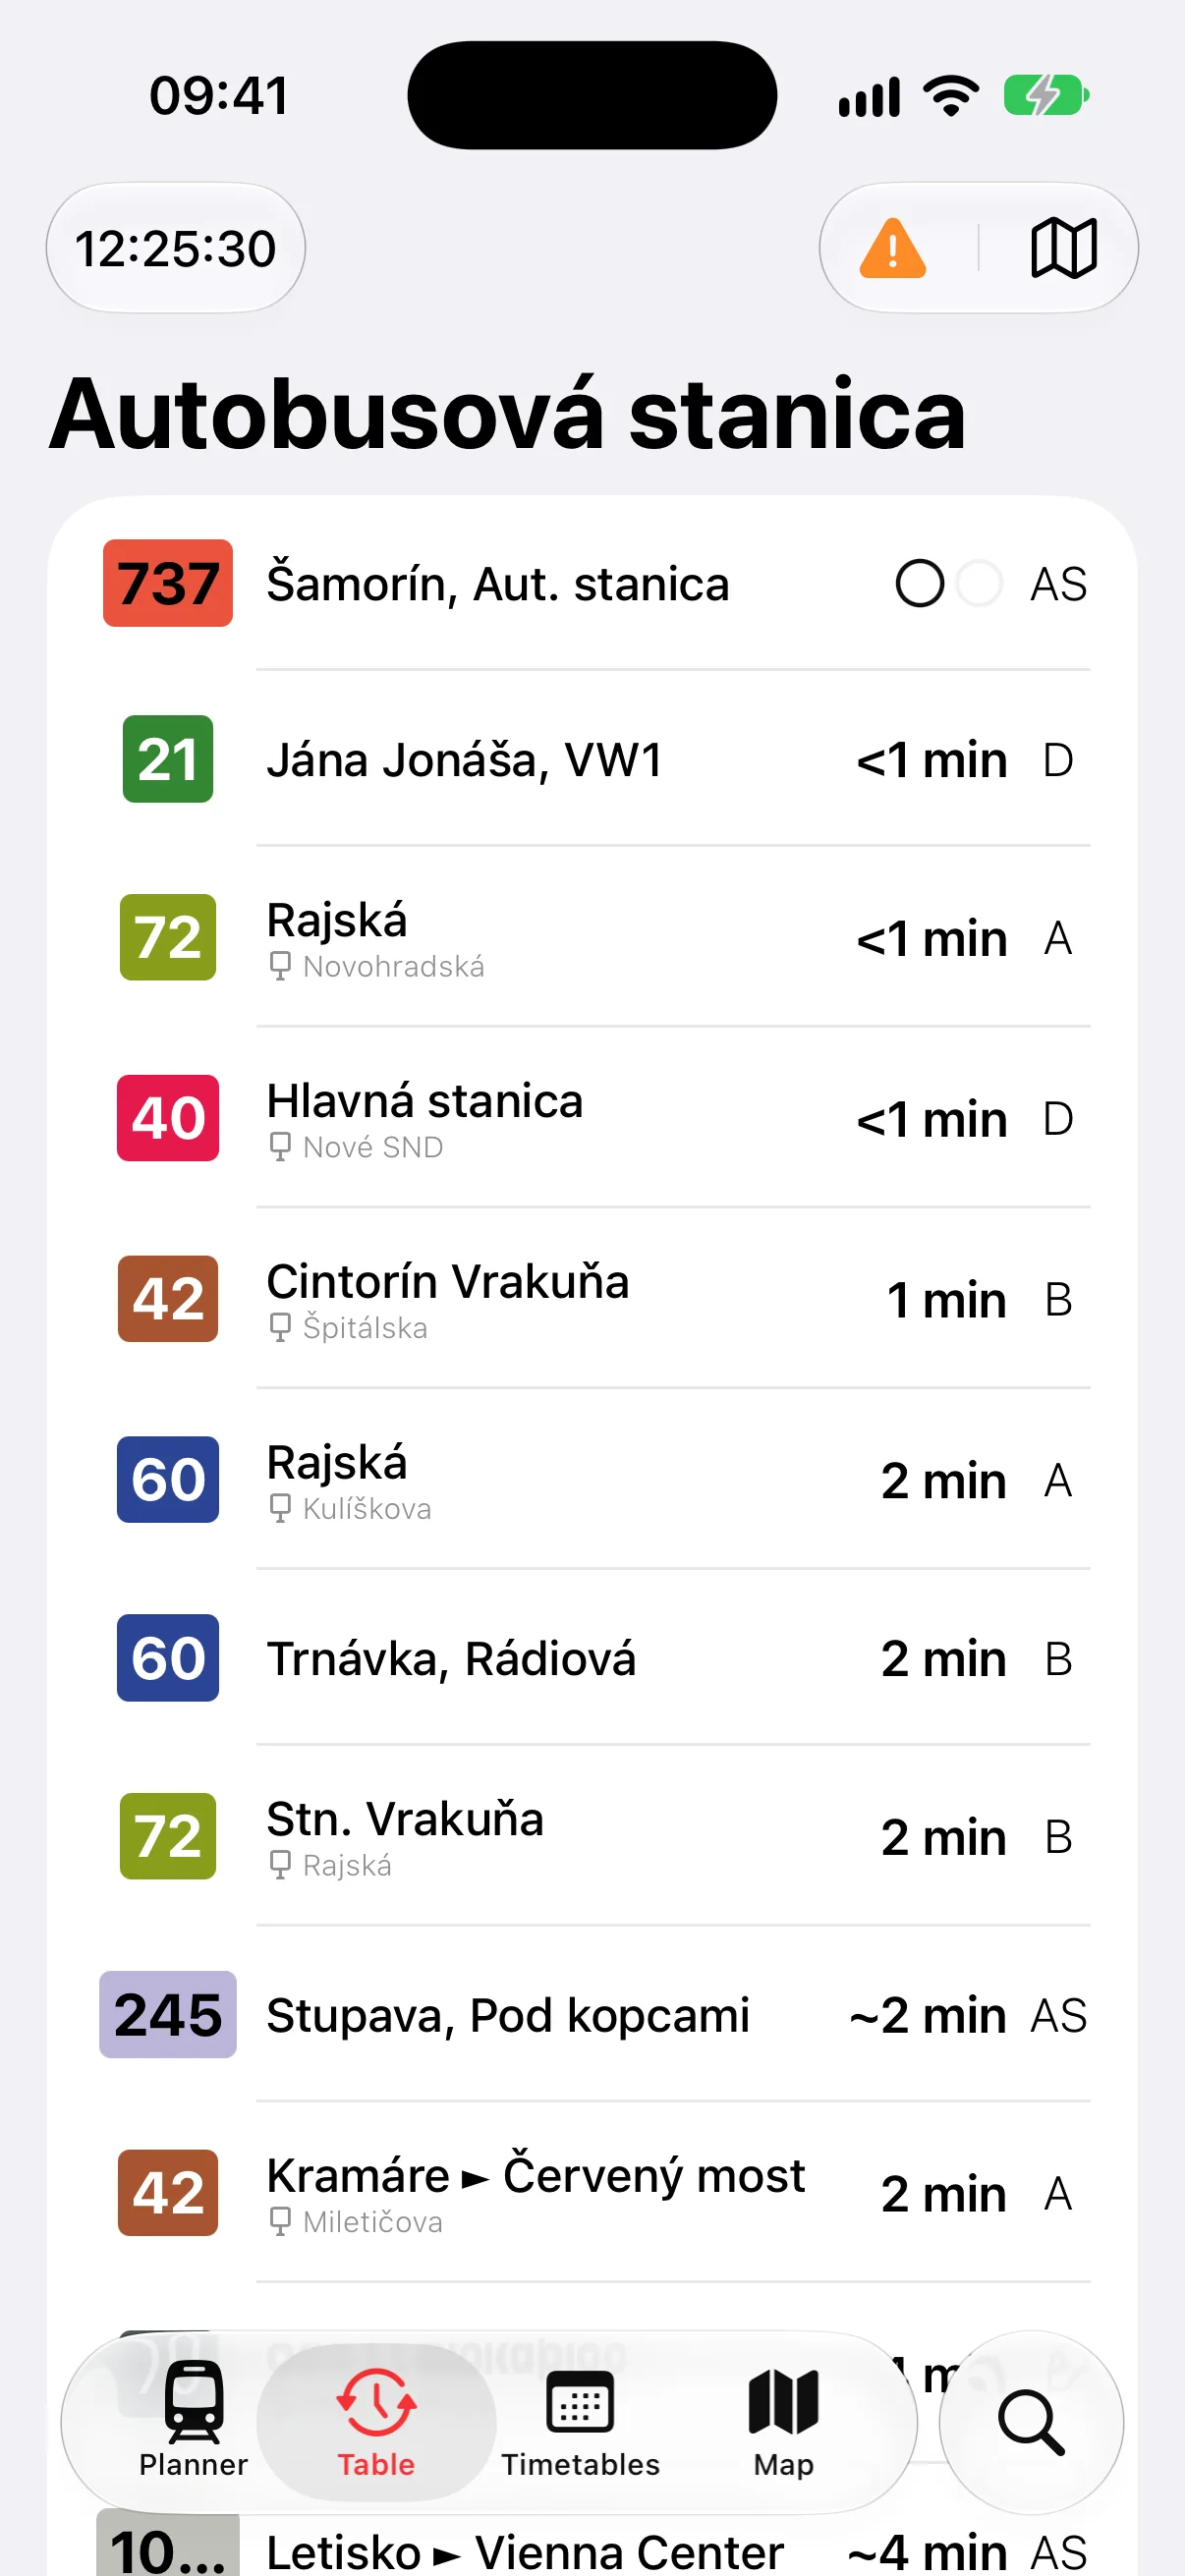 09:41
12:25:30
Autobusová stanica
737 Šamorín, Aut. stanica AS
21 Jána Jonáša, VW1 <1 min D
72 Rajská <1 min A
Novohradská
40 Hlavná stanica <1 min D
Nové SND
42 Cintorín Vrakuňa 1 min B
Špitálska
60 Rajská 2 min A
Kulíškova
60 Trnávka, Rádiová 2 min B
72 Stn. Vrakuňa 2 min B
Rajská
245 Stupava, Pod kopcami ~2 min AS
42 Kramáre ► Červený most 2 min A
Miletičova
Planner Table Timetables Map
10... Letisko ► Vienna Center ~4 min AS